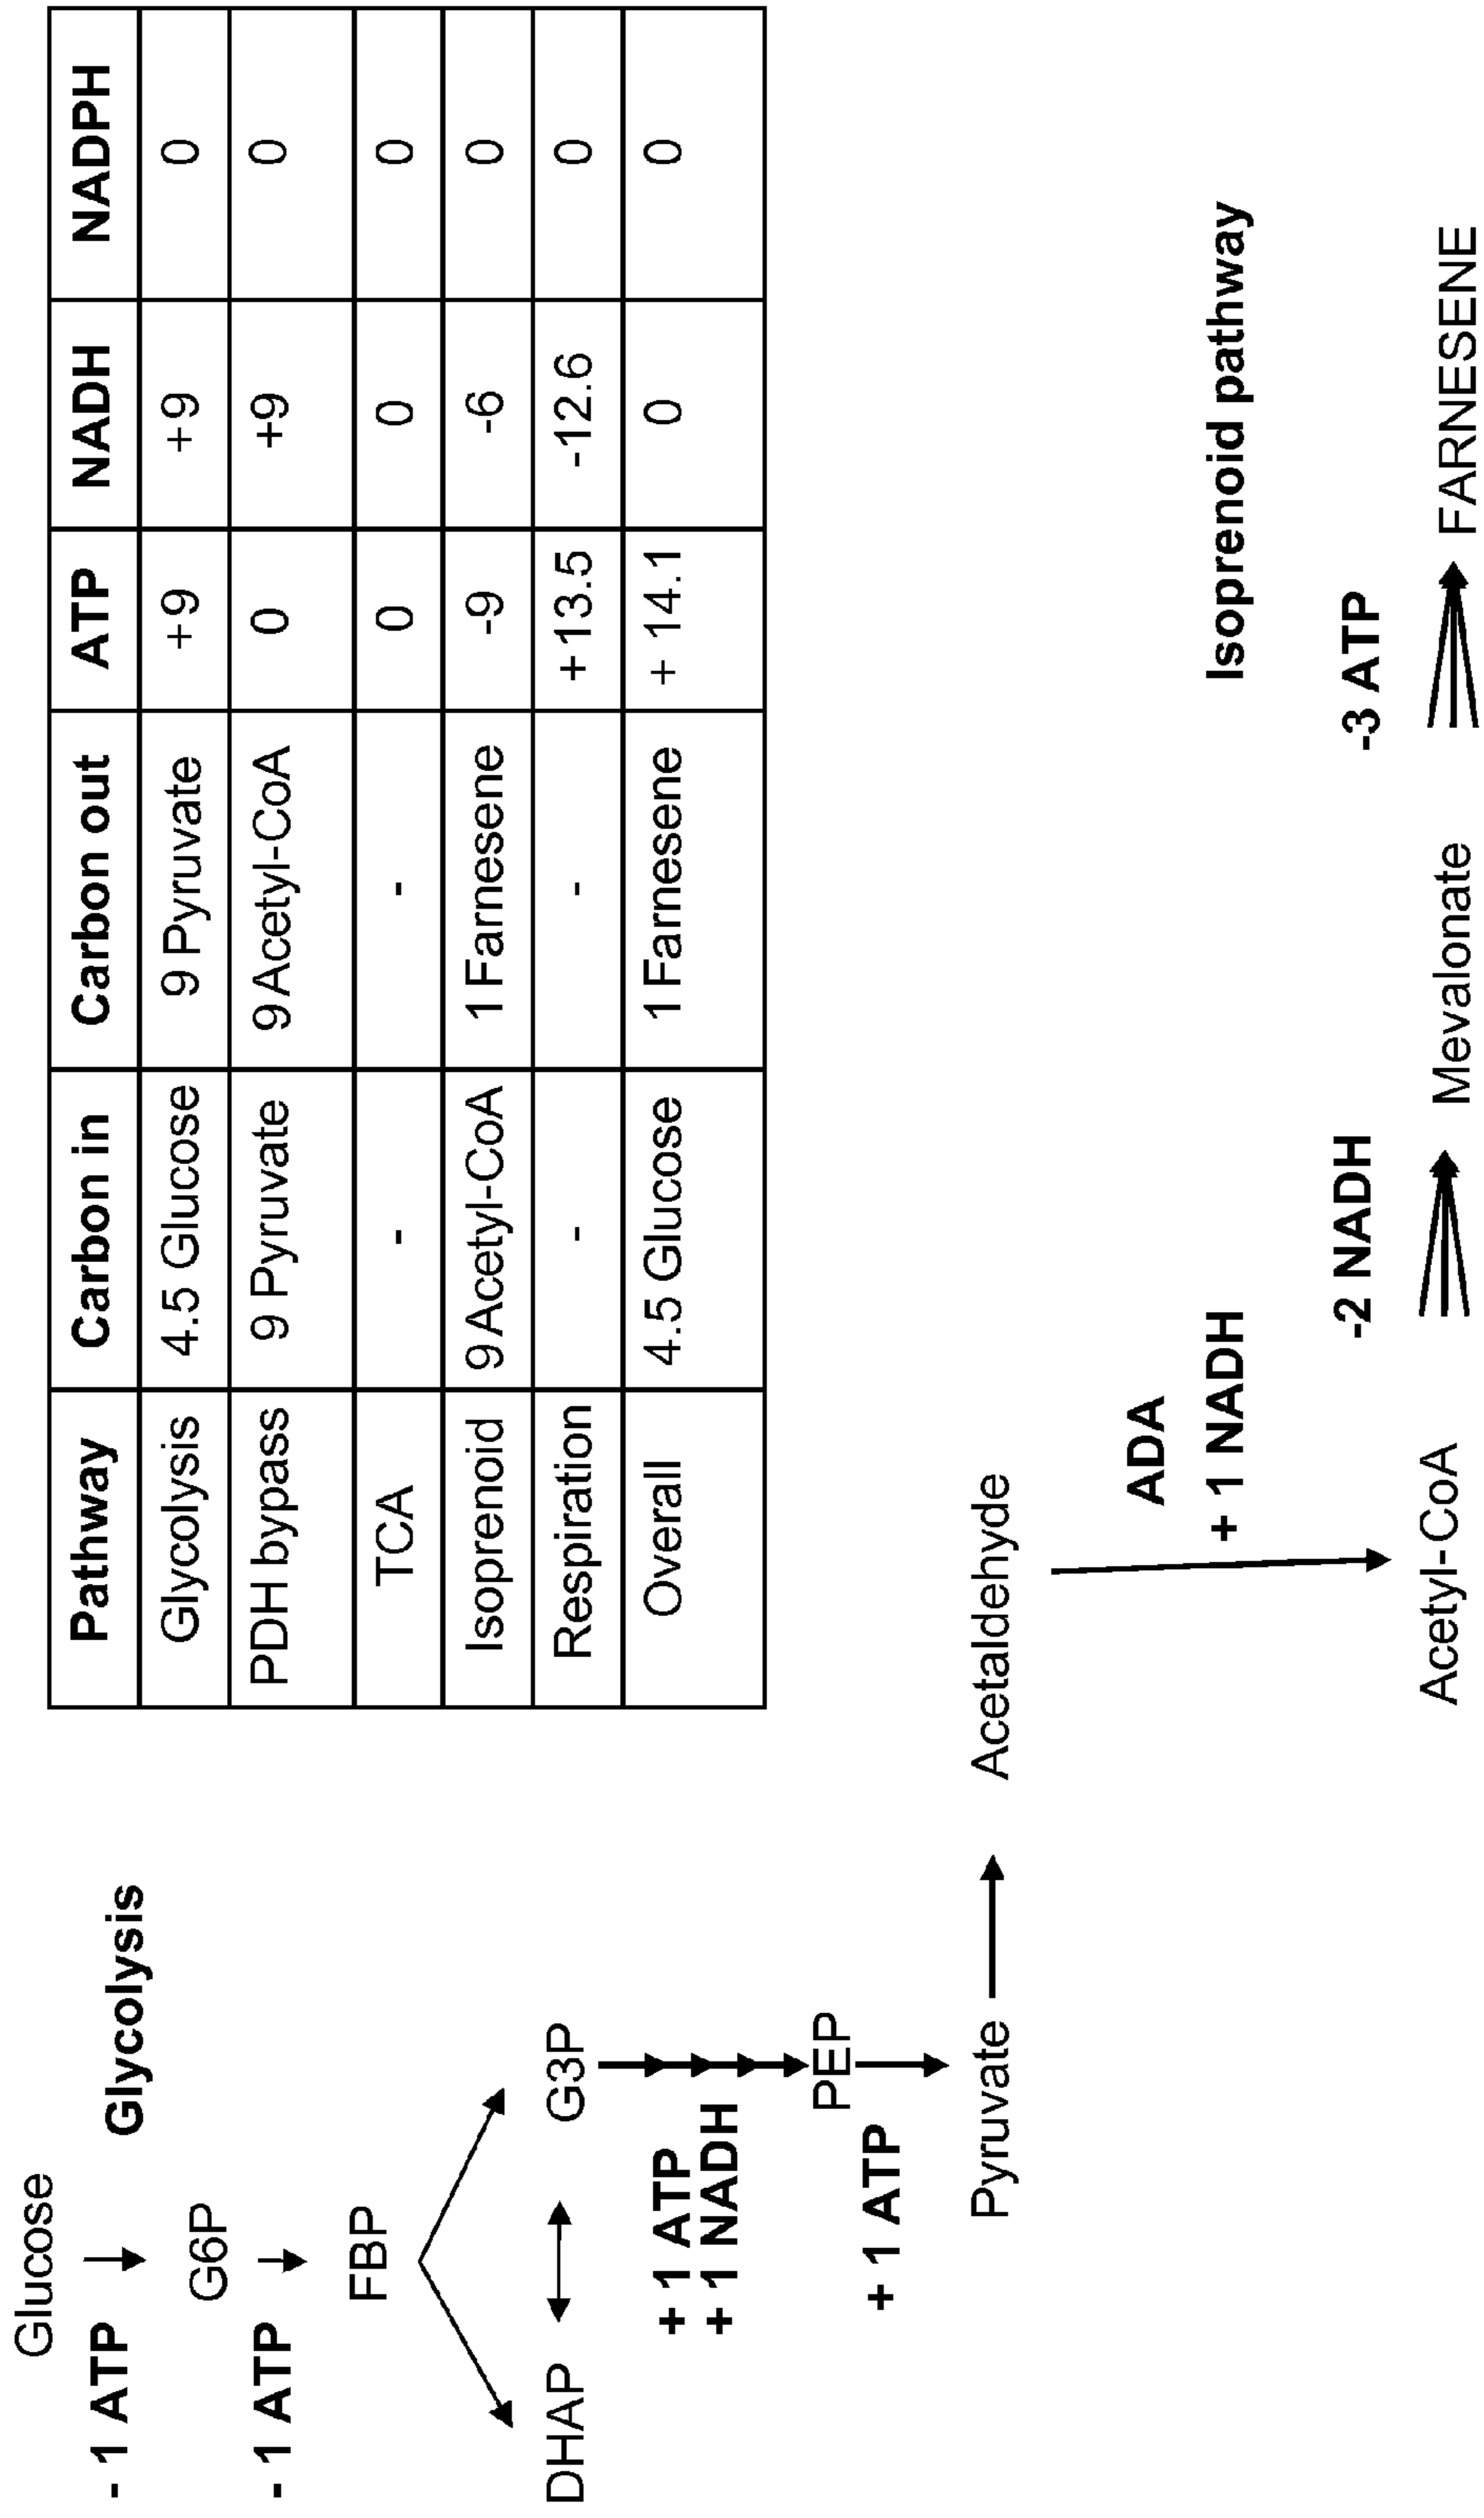 Glucose
- 1 ATP
Glycolysis
G6P
- 1 ATP
FBP
DHAP
G3P
+ 1 ATP
+ 1 NADH
PEP
+ 1 ATP
Pyruvate
Acetaldehyde
ADA
+ 1 NADH
Acetyl-CoA
-2 NADH
Mevalonate
-3 ATP
FARNESENE
Isoprenoid pathway
Pathway Carbon in Carbon out ATP NADH NADPH
Glycolysis 4.5 Glucose 9 Pyruvate +9 +9 0
PDH bypass 9 Pyruvate 9 Acetyl-CoA 0 +9 0
TCA - - 0 0 0
Isoprenoid 9 Acetyl-CoA 1 Farnesene -9 -6 0
Respiration - - +13.5 -12.6 0
Overall 4.5 Glucose 1 Farnesene + 14.1 0 0